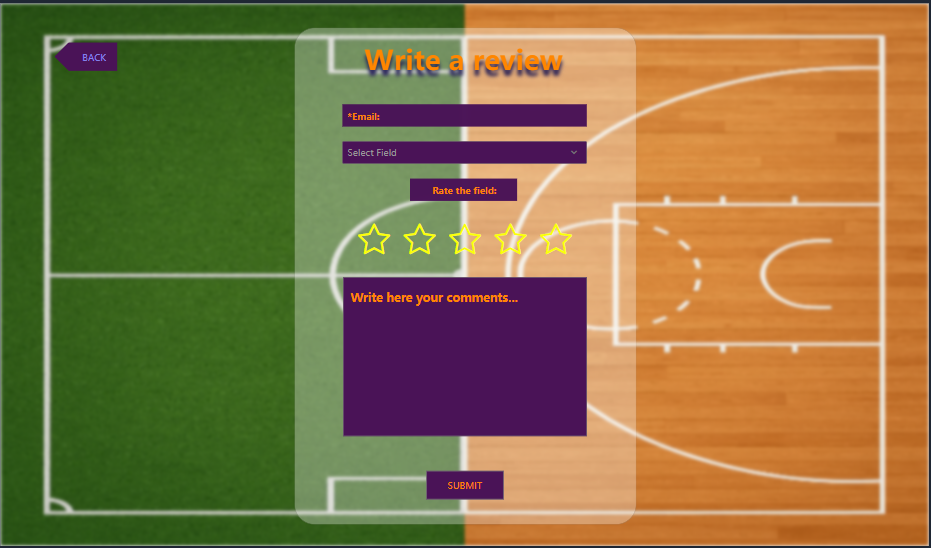 BACK
Write a review
*Email:
Select Field
Rate the field:
Write here your comments...
SUBMIT